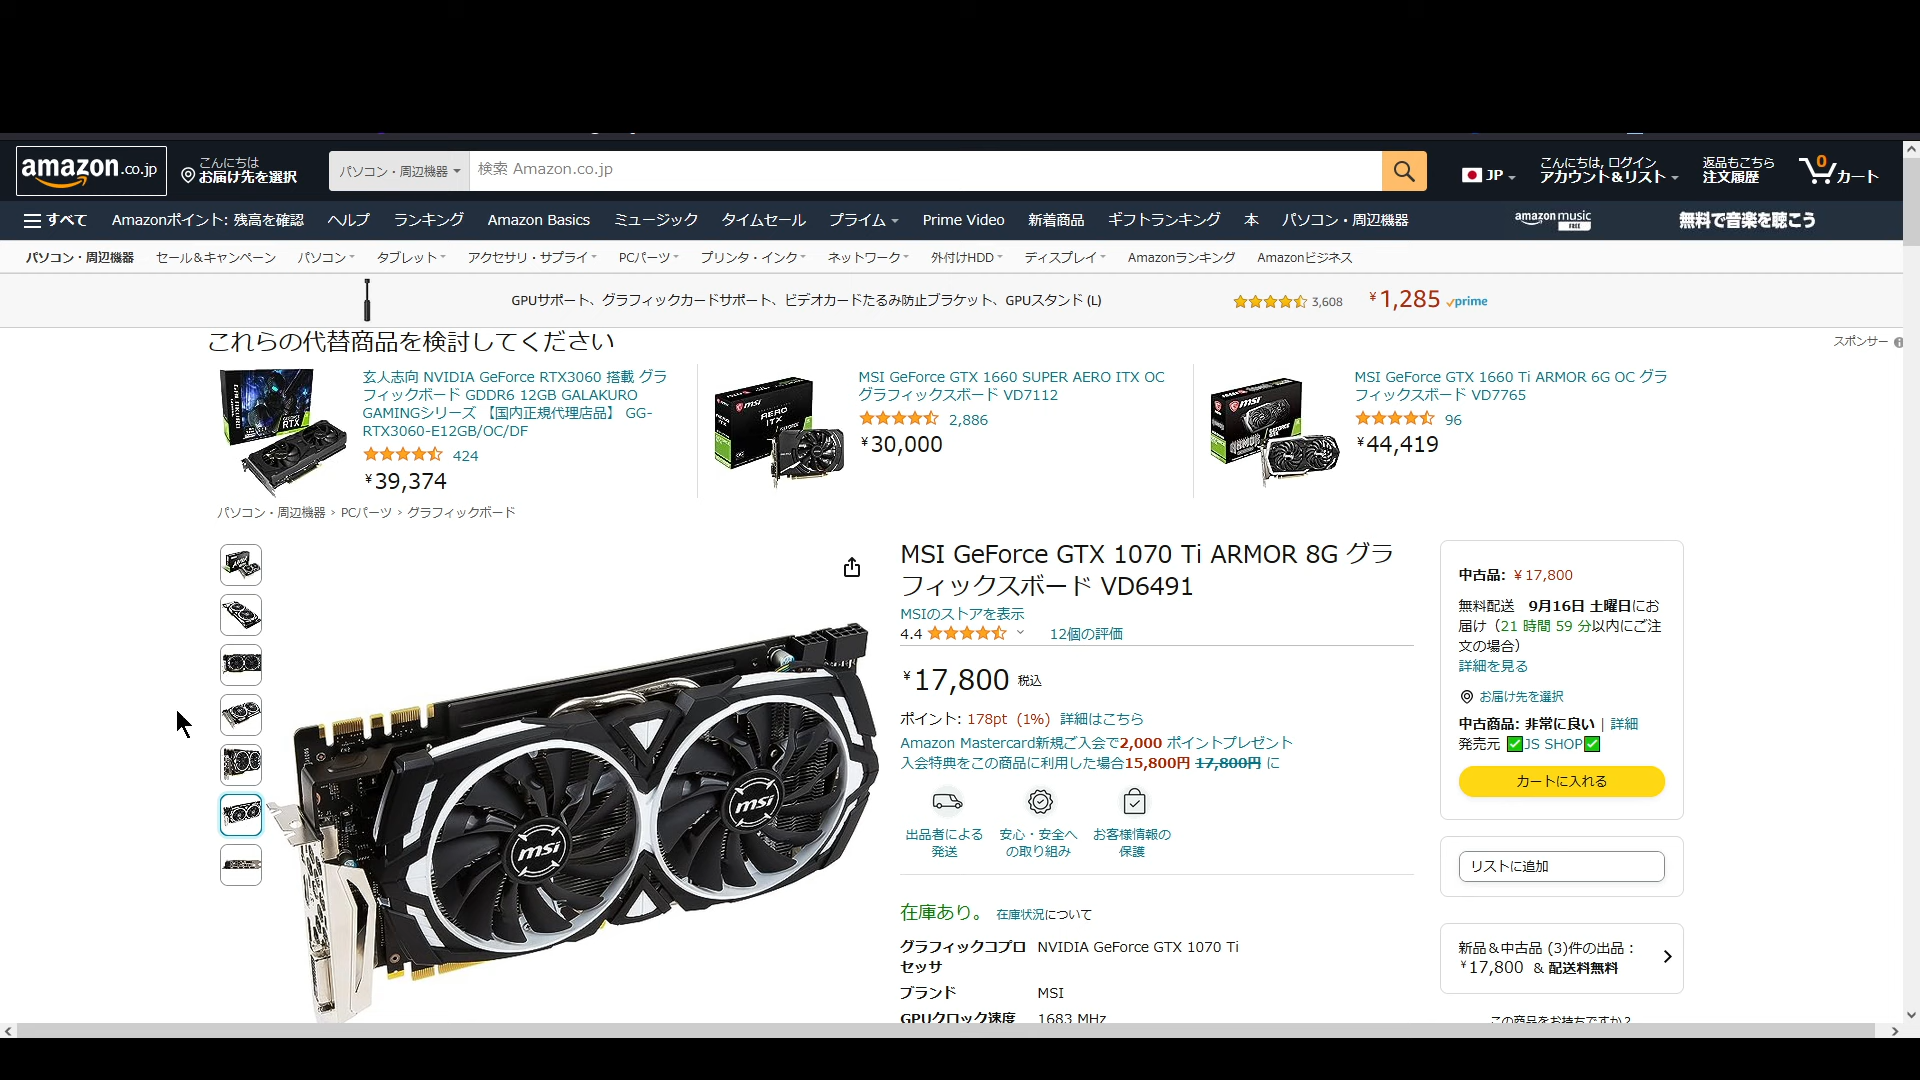 amazon.co.jp
こんにちは
お届け先を選択
パソコン・周辺機器
検索 Amazon.co.jp
JP
こんにちは, ログイン
アカウント&リスト
返品もこちら
注文履歴
0
カート
すべて
Amazonポイント: 残高を確認
ヘルプ
ランキング
Amazon Basics
ミュージック
タイムセール
プライム
Prime Video
新着商品
ギフトランキング
本
パソコン・周辺機器
amazon music
FREE
無料で音楽を聴こう
パソコン・周辺機器
セール&キャンペーン
パソコン
タブレット
アクセサリ・サプライ
PCパーツ
プリンタ・インク
ネットワーク
外付けHDD
ディスプレイ
Amazonランキング
Amazonビジネス
GPUサポート、グラフィックカードサポート、ビデオカードたるみ防止ブラケット、GPUスタンド (L)
3,608
¥1,285 prime
これらの代替商品を検討してください
スポンサー
玄人志向 NVIDIA GeForce RTX3060 搭載 グラ
フィックボード GDDR6 12GB GALAKURO
GAMINGシリーズ 【国内正規代理店品】 GG-
RTX3060-E12GB/OC/DF
424
¥39,374
MSI GeForce GTX 1660 SUPER AERO ITX OC
グラフィックスボード VD7112
2,886
¥30,000
MSI GeForce GTX 1660 Ti ARMOR 6G OC グラ
フィックスボード VD7765
96
¥44,419
パソコン・周辺機器 › PCパーツ › グラフィックボード
MSI GeForce GTX 1070 Ti ARMOR 8G グラ
フィックスボード VD6491
MSIのストアを表示
4.4
12個の評価
¥17,800 税込
ポイント: 178pt (1%) 詳細はこちら
Amazon Mastercard新規ご入会で2,000 ポイントプレゼント
入会特典をこの商品に利用した場合15,800円 17,800円 に
出品者による
発送
安心・安全へ
の取り組み
お客様情報の
保護
在庫あり。 在庫状況について
グラフィックコプロ
セッサ
NVIDIA GeForce GTX 1070 Ti
ブランド
MSI
GPUクロック速度
1683 MHz
msi
msi
中古品: ¥17,800
無料配送 9月16日 土曜日にお
届け（21 時間 59 分以内にご注
文の場合）
詳細を見る
お届け先を選択
中古商品: 非常に良い | 詳細
発売元 ✅JS SHOP✅
カートに入れる
リストに追加
新品&中古品 (3)件の出品：
¥17,800 & 配送料無料
この商品をお持ちですか？